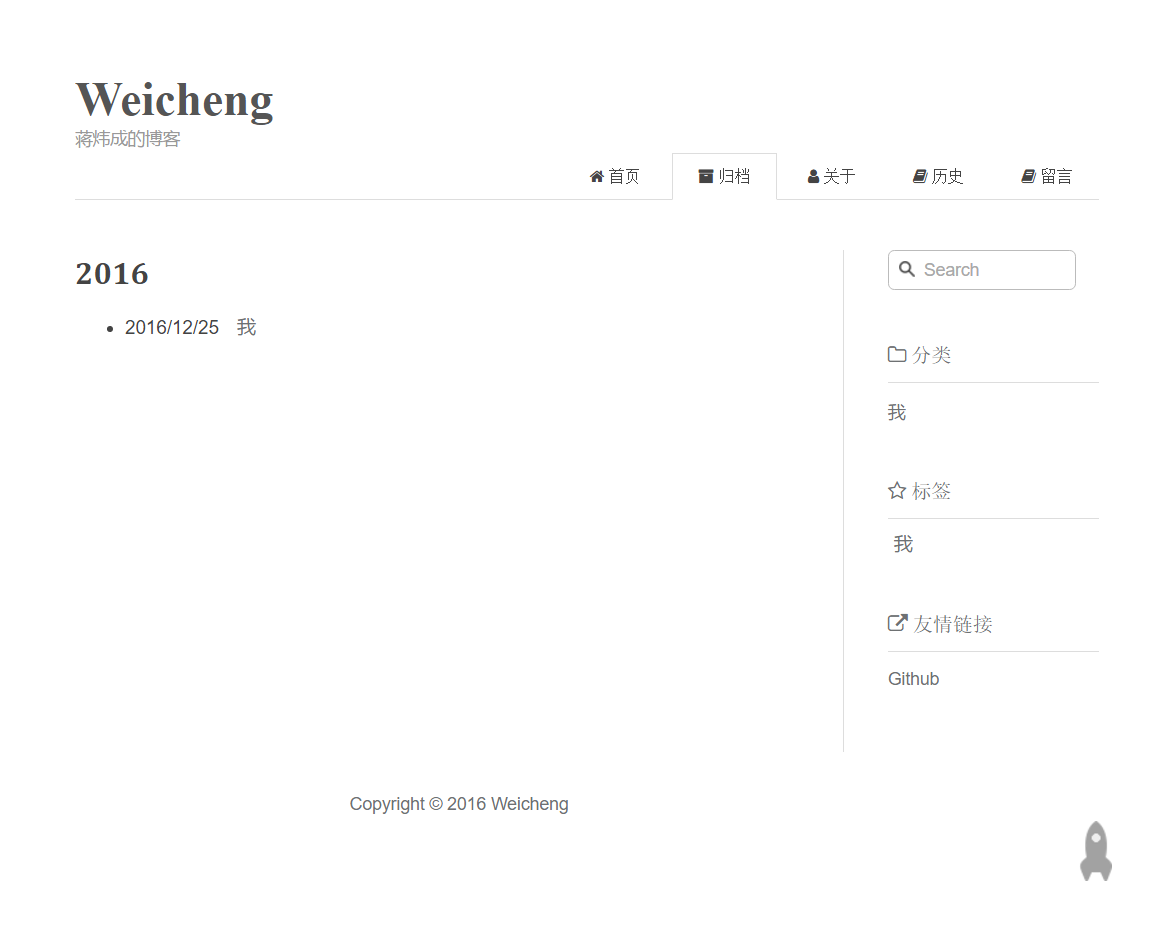 Weicheng
蒋炜成的博客
首页 归档 关于 历史 留言
2016
2016/12/25 我
Search
分类
我
标签
我
友情链接
Github
Copyright © 2016 Weicheng